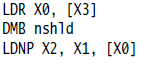 LDR X0, [X3]
DMB nshld
LDNP X2, X1, [X0]